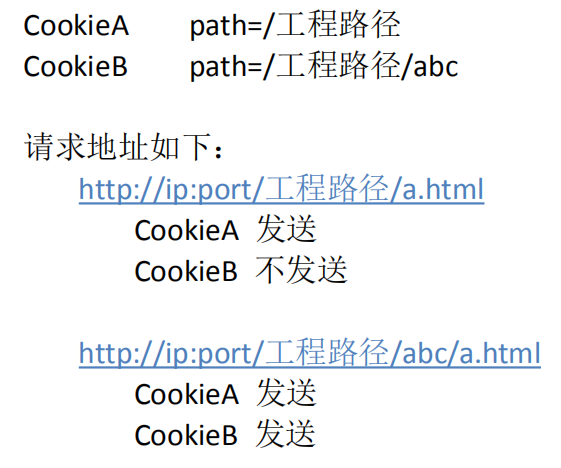 CookieA path=/工程路径
CookieB path=/工程路径/abc
请求地址如下：
http://ip:port/工程路径/a.html
CookieA 发送
CookieB 不发送
http://ip:port/工程路径/abc/a.html
CookieA 发送
CookieB 发送